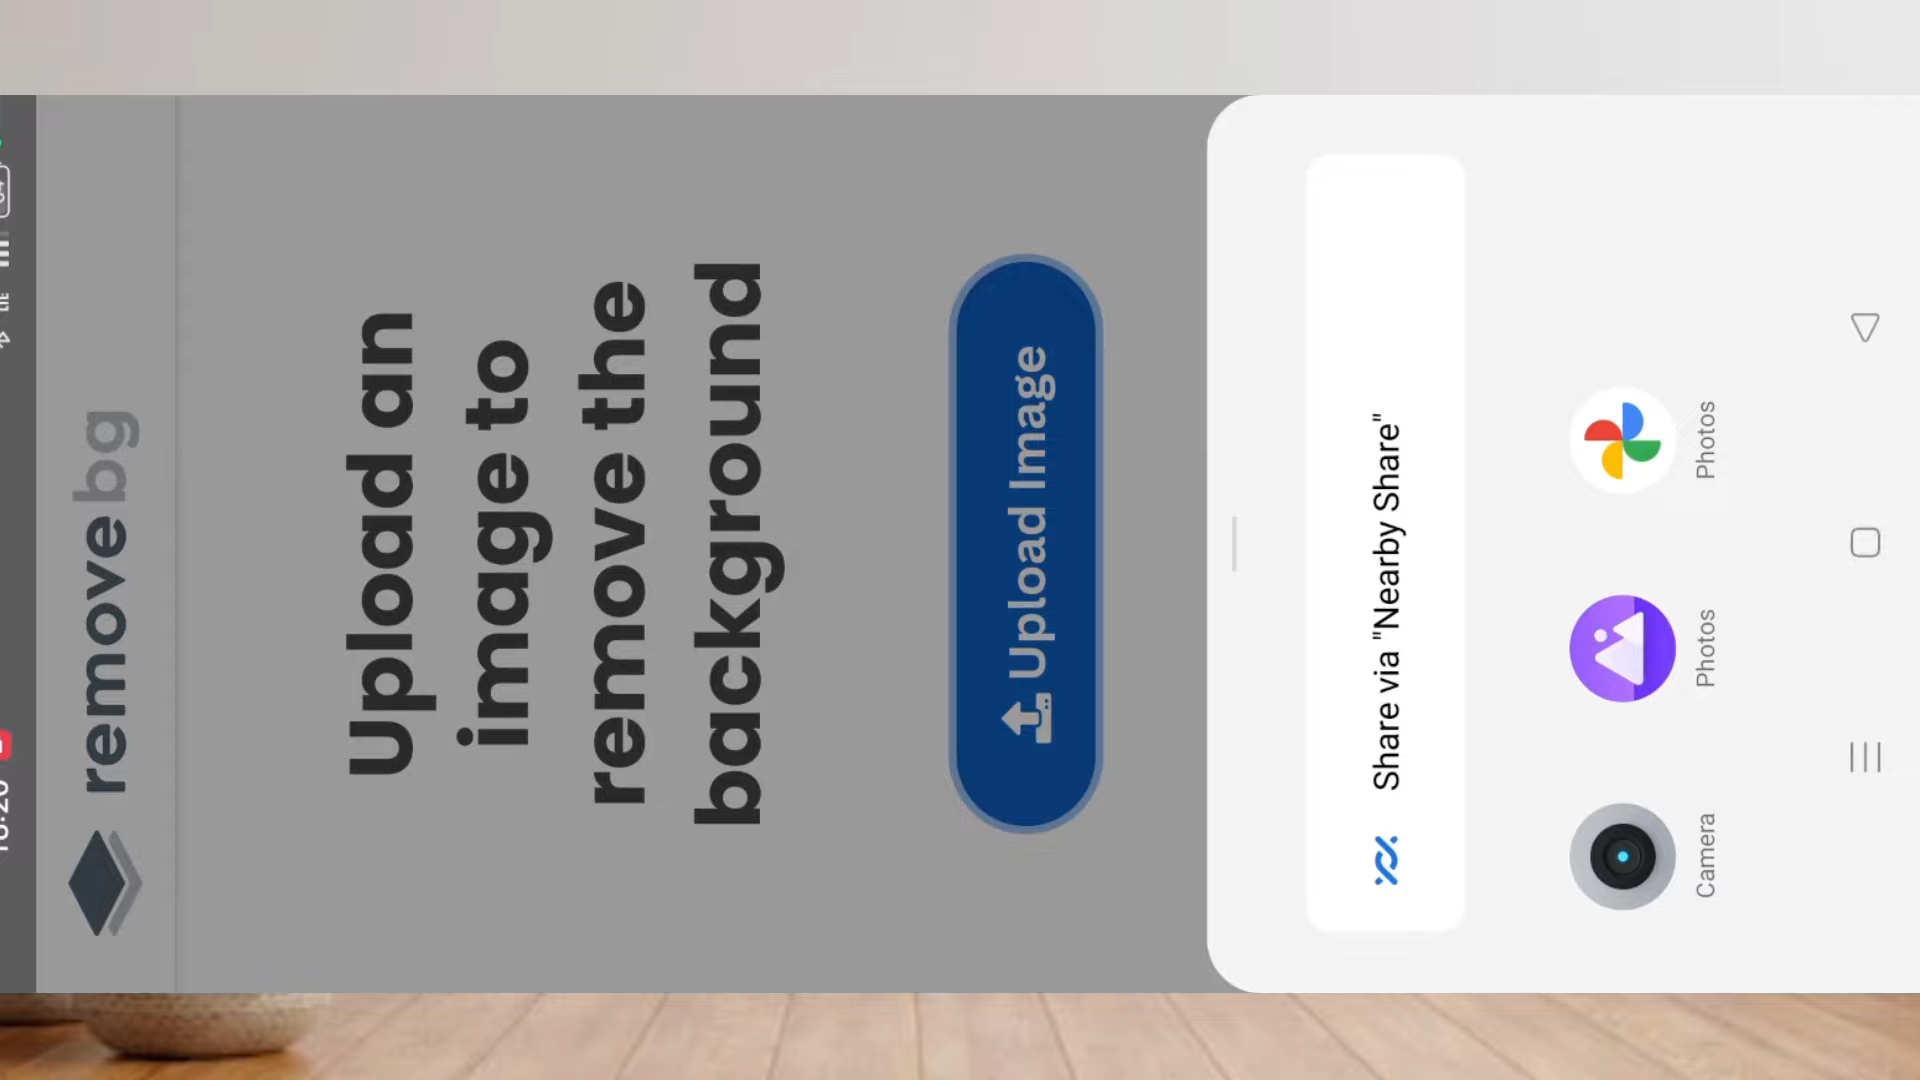 removebg
Upload an
image to
remove the
background
Upload Image
Share via "Nearby Share"
Camera
Photos
Photos